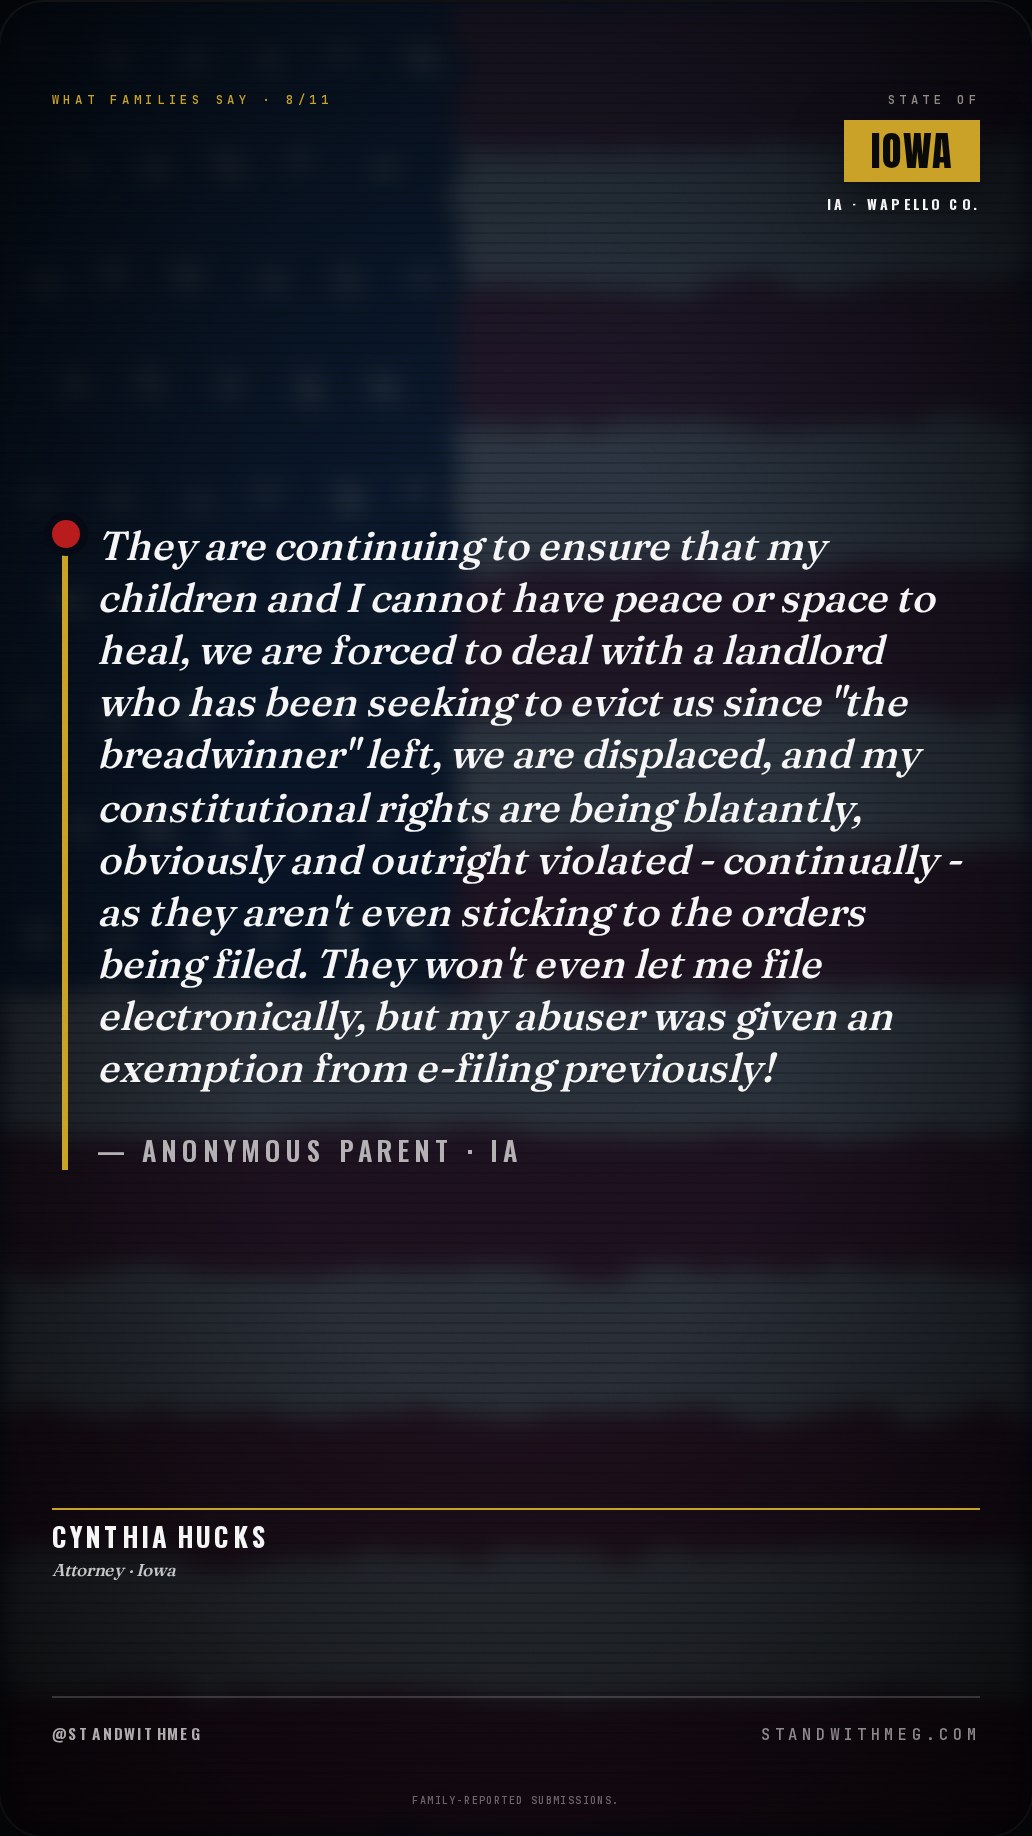 WHAT FAMILIES SAY · 8/11
STATE OF
IOWA
IA · WAPELLO CO.
They are continuing to ensure that my
children and I cannot have peace or space to
heal, we are forced to deal with a landlord
who has been seeking to evict us since "the
breadwinner" left, we are displaced, and my
constitutional rights are being blatantly,
obviously and outright violated - continually -
as they aren't even sticking to the orders
being filed. They won't even let me file
electronically, but my abuser was given an
exemption from e-filing previously!
— ANONYMOUS PARENT · IA
CYNTHIA HUCKS
Attorney · Iowa
@STANDWITHMEG
STANDWITHMEG.COM
FAMILY-REPORTED SUBMISSIONS.